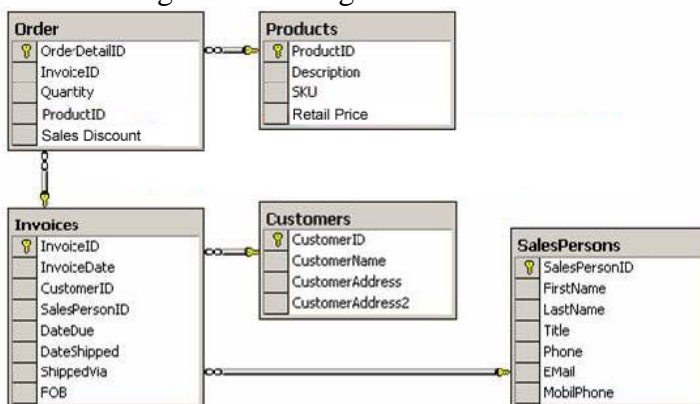 Order
OrderDetailID
InvoiceID
Quantity
ProductID
Sales Discount
Products
ProductID
Description
SKU
Retail Price
Invoices
InvoiceID
InvoiceDate
CustomerID
SalesPersonID
DateDue
DateShipped
ShippedVia
FOB
Customers
CustomerID
CustomerName
CustomerAddress
CustomerAddress2
SalesPersons
SalesPersonID
FirstName
LastName
Title
Phone
EMail
MobilPhone